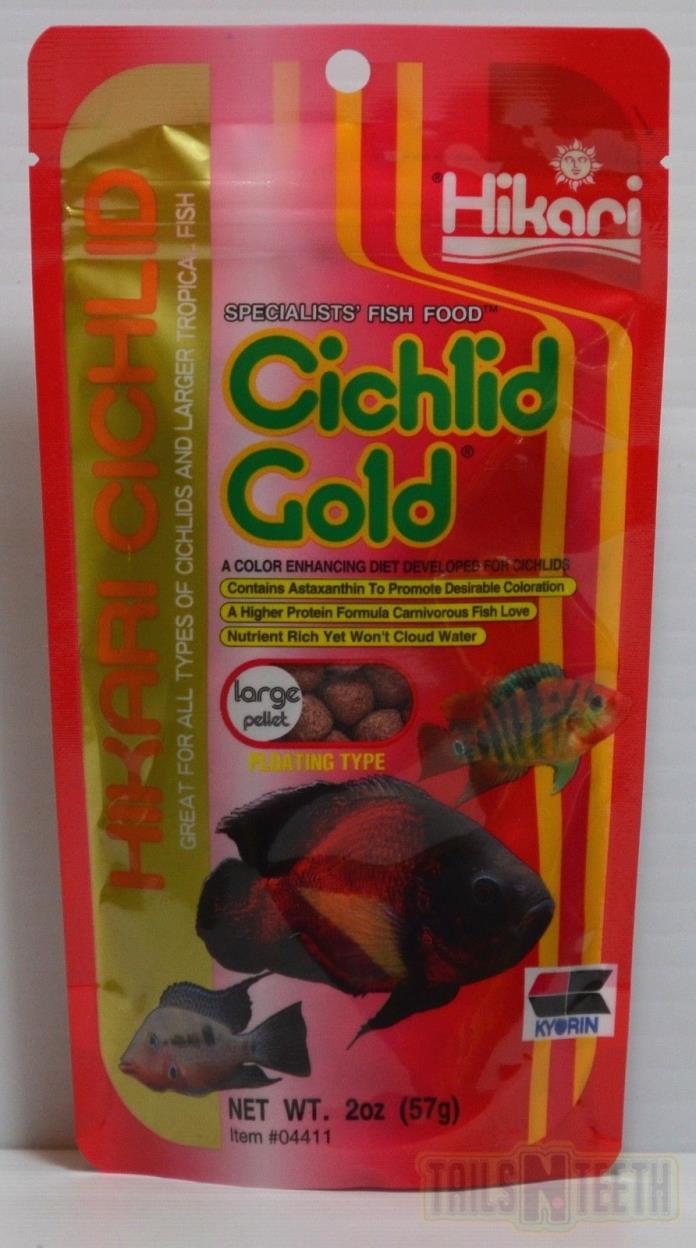 ® Hikari
SPECIALISTS' FISH FOOD™
Cichlid
Gold®
A COLOR ENHANCING DIET DEVELOPED FOR CICHLIDS
Contains Astaxanthin To Promote Desirable Coloration
A Higher Protein Formula Carnivorous Fish Love
Nutrient Rich Yet Won't Cloud Water
large
pellet
FLOATING TYPE
HIKARI CICHLID
GREAT FOR ALL TYPES OF CICHLIDS AND LARGER TROPICAL FISH
KYORIN
NET WT. 2oz (57g)
Item #04411
TAILS N TEETH